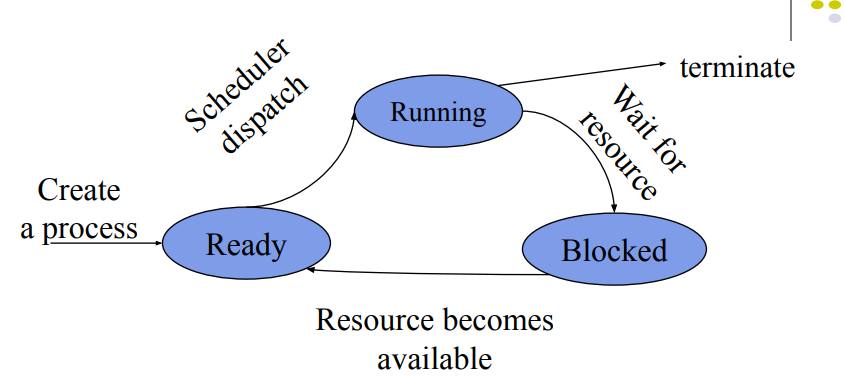 Scheduler
dispatch
Running
terminate
Wait for
resource
Create
a process
Ready
Blocked
Resource becomes
available